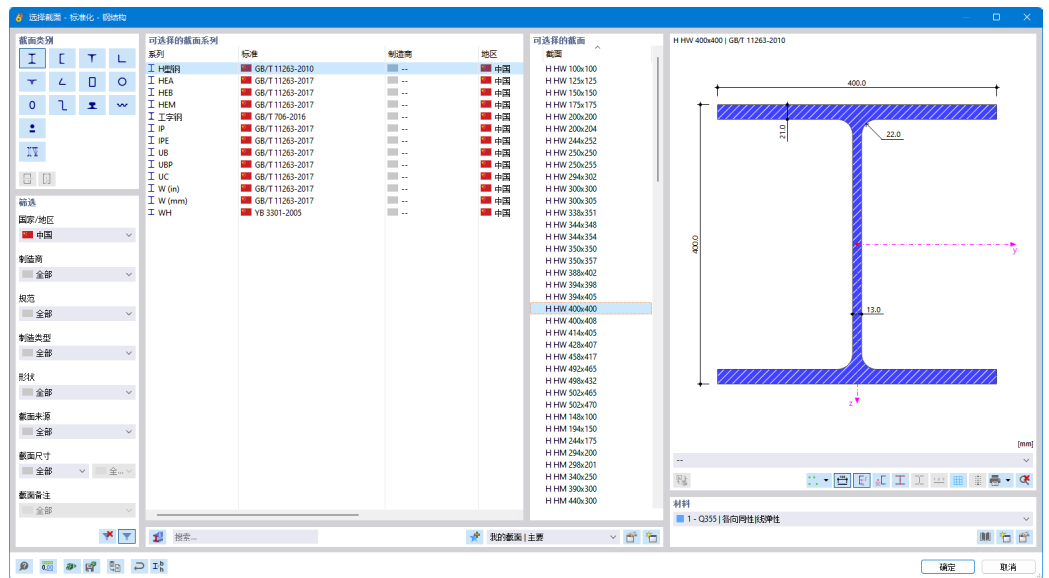 选择截面 - 标准化 - 钢结构
截面类别
筛选
国家/地区
中国
制造商
全部
规范
全部
制造类型
全部
形状
全部
截面来源
全部
截面尺寸
全部
全...
截面备注
全部
可选择的截面系列
系列 标准 制造商 地区
H型钢 GB/T 11263-2010 -- 中国
HEA GB/T 11263-2017 -- 中国
HEB GB/T 11263-2017 -- 中国
HEM GB/T 11263-2017 -- 中国
工字钢 GB/T 706-2016 -- 中国
IP GB/T 11263-2017 -- 中国
IPE GB/T 11263-2017 -- 中国
UB GB/T 11263-2017 -- 中国
UBP GB/T 11263-2017 -- 中国
UC GB/T 11263-2017 -- 中国
W (in) GB/T 11263-2017 -- 中国
W (mm) GB/T 11263-2017 -- 中国
WH YB 3301-2005 -- 中国
搜索...
我的截面 | 主要
可选择的截面
截面
H HW 100x100
H HW 125x125
H HW 150x150
H HW 175x175
H HW 200x200
H HW 200x204
H HW 244x252
H HW 250x250
H HW 250x255
H HW 294x302
H HW 300x300
H HW 300x305
H HW 338x351
H HW 344x348
H HW 344x354
H HW 350x350
H HW 350x357
H HW 388x402
H HW 394x398
H HW 394x405
H HW 400x400
H HW 400x408
H HW 414x405
H HW 428x407
H HW 458x417
H HW 492x465
H HW 498x432
H HW 502x465
H HW 502x470
H HM 148x100
H HM 194x150
H HM 244x175
H HM 294x200
H HM 298x201
H HM 340x250
H HM 390x300
H HM 440x300
H HW 400x400 | GB/T 11263-2010
400.0
21.0
22.0
400.0
y
13.0
z
[mm]
--
材料
1 - Q355 | 各向同性|线弹性
确定
取消